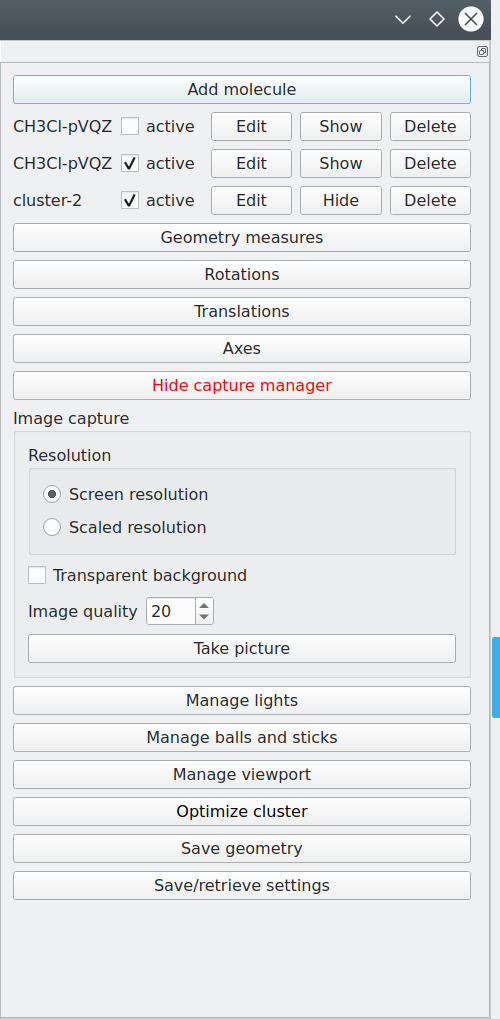 Add molecule
CH3Cl-pVQZ active Edit Show Delete
CH3Cl-pVQZ active Edit Show Delete
cluster-2 active Edit Hide Delete
Geometry measures
Rotations
Translations
Axes
Hide capture manager
Image capture
Resolution
Screen resolution
Scaled resolution
Transparent background
Image quality 20
Take picture
Manage lights
Manage balls and sticks
Manage viewport
Optimize cluster
Save geometry
Save/retrieve settings